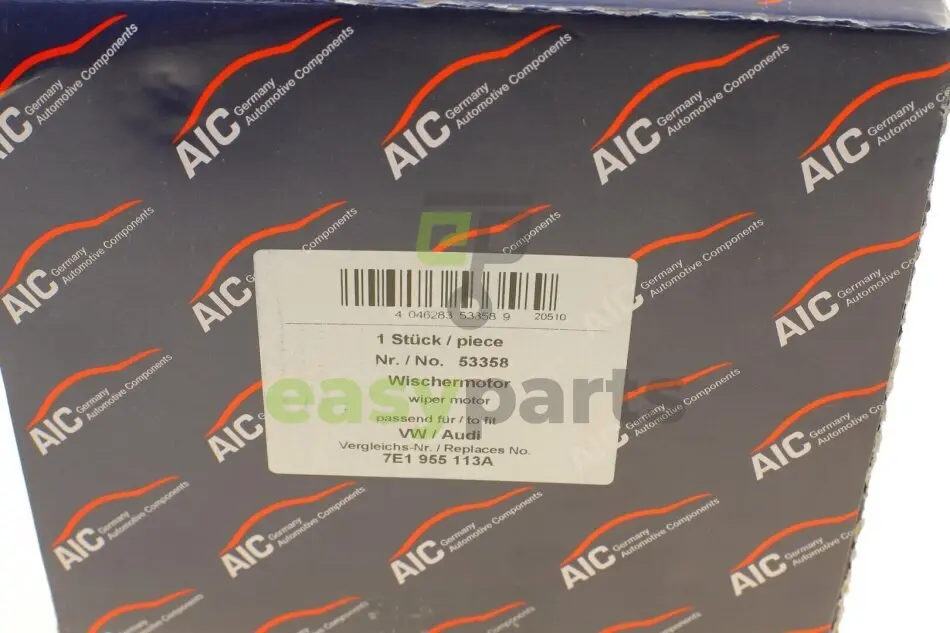 AIC Germany Automotive Components
4 046283 53358 9 20510
1 Stück / piece
Nr. / No. 53358
Wischermotor
wiper motor
passend für / to fit
VW / Audi
Vergleichs-Nr. / Replaces No.
7E1 955 113A
easyparts